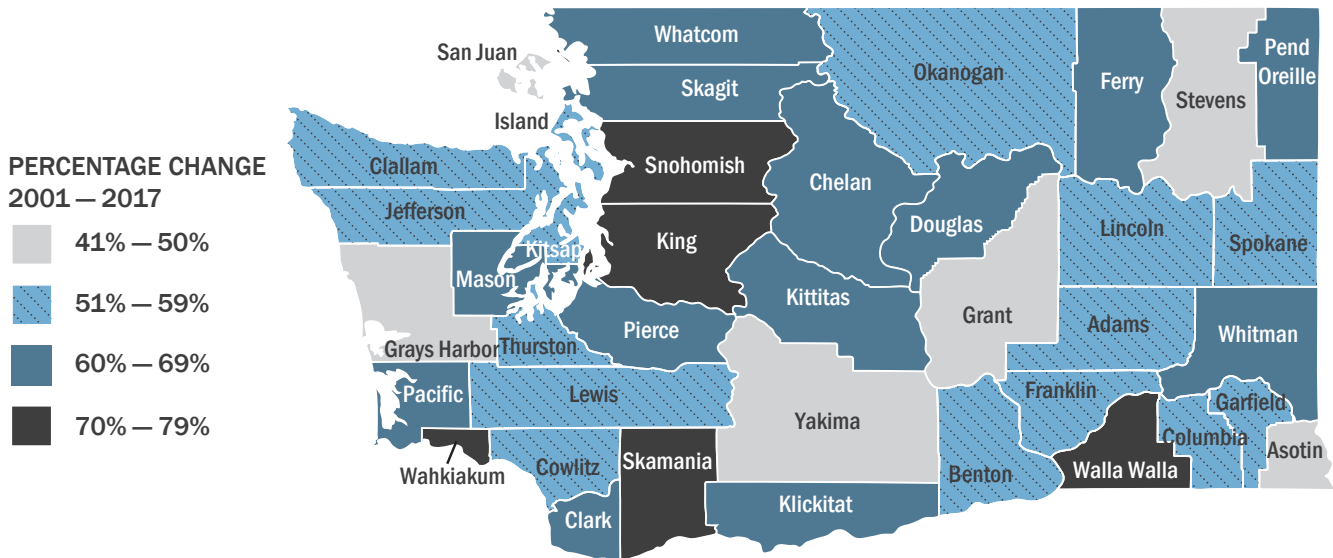 Whatcom
San Juan
Okanogan
Pend
Oreille
Ferry
Skagit
Stevens
Island
PERCENTAGE CHANGE
2001 — 2017
41% — 50%
51% — 59%
60% — 69%
70% — 79%
Clallam
Snohomish
Chelan
Jefferson
Douglas
Lincoln
Spokane
King
Kitsap
Mason
Kittitas
Grant
Adams
Pierce
Whitman
Grays Harbor
Thurston
Pacific
Lewis
Franklin
Garfield
Yakima
Columbia
Asotin
Wahkiakum
Cowlitz
Skamania
Benton
Walla Walla
Klickitat
Clark